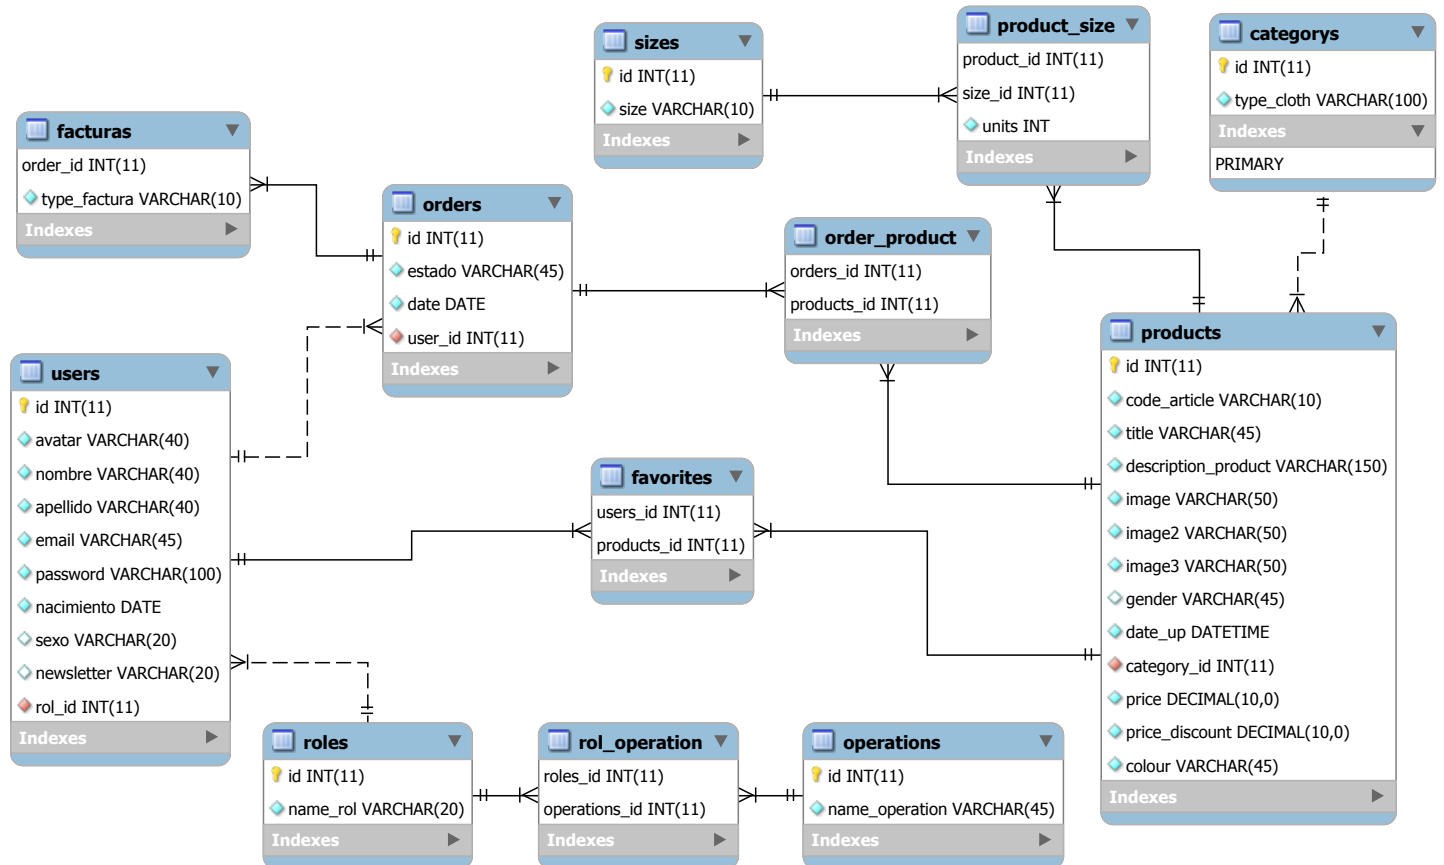 sizes
id INT(11)
size VARCHAR(10)
Indexes
product_size
product_id INT(11)
size_id INT(11)
units INT
Indexes
categorys
id INT(11)
type_cloth VARCHAR(100)
Indexes
PRIMARY
facturas
order_id INT(11)
type_factura VARCHAR(10)
Indexes
orders
id INT(11)
estado VARCHAR(45)
date DATE
user_id INT(11)
Indexes
order_product
orders_id INT(11)
products_id INT(11)
Indexes
products
id INT(11)
code_article VARCHAR(10)
title VARCHAR(45)
description_product VARCHAR(150)
image VARCHAR(50)
image2 VARCHAR(50)
image3 VARCHAR(50)
gender VARCHAR(45)
date_up DATETIME
category_id INT(11)
price DECIMAL(10,0)
price_discount DECIMAL(10,0)
colour VARCHAR(45)
Indexes
users
id INT(11)
avatar VARCHAR(40)
nombre VARCHAR(40)
apellido VARCHAR(40)
email VARCHAR(45)
password VARCHAR(100)
nacimiento DATE
sexo VARCHAR(20)
newsletter VARCHAR(20)
rol_id INT(11)
Indexes
favorites
users_id INT(11)
products_id INT(11)
Indexes
roles
id INT(11)
name_rol VARCHAR(20)
Indexes
rol_operation
roles_id INT(11)
operations_id INT(11)
Indexes
operations
id INT(11)
name_operation VARCHAR(45)
Indexes